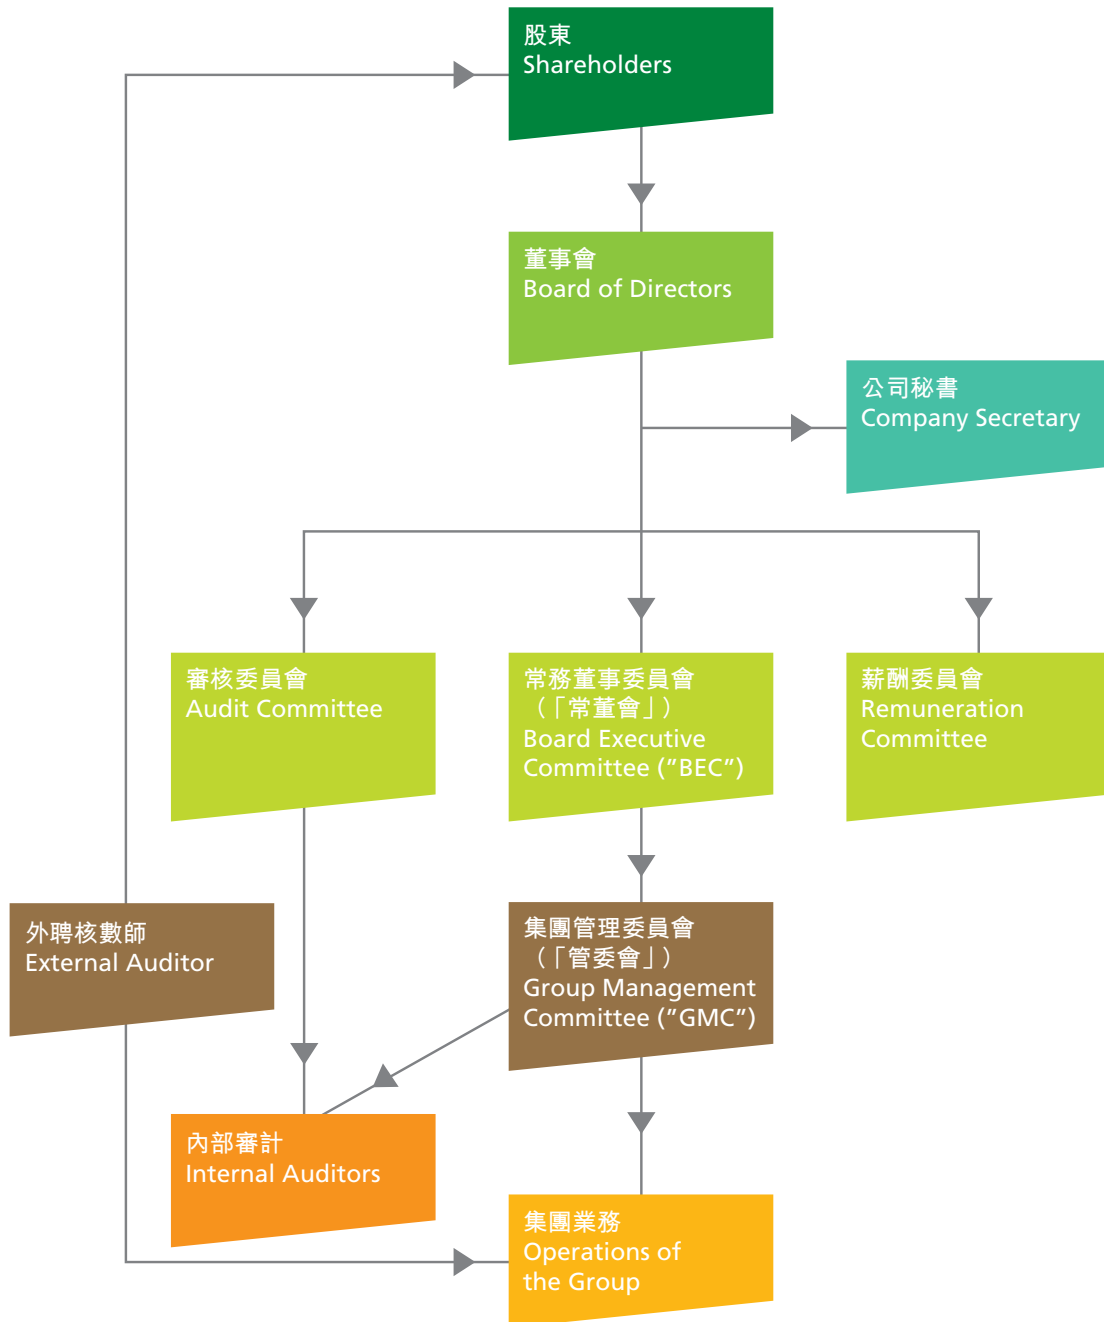 股東
Shareholders
董事會
Board of Directors
公司秘書
Company Secretary
審核委員會
Audit Committee
常務董事委員會
（「常董會」）
Board Executive
Committee (”BEC”)
薪酬委員會
Remuneration
Committee
外聘核數師
External Auditor
集團管理委員會
（「管委會」）
Group Management
Committee (”GMC”)
內部審計
Internal Auditors
集團業務
Operations of
the Group